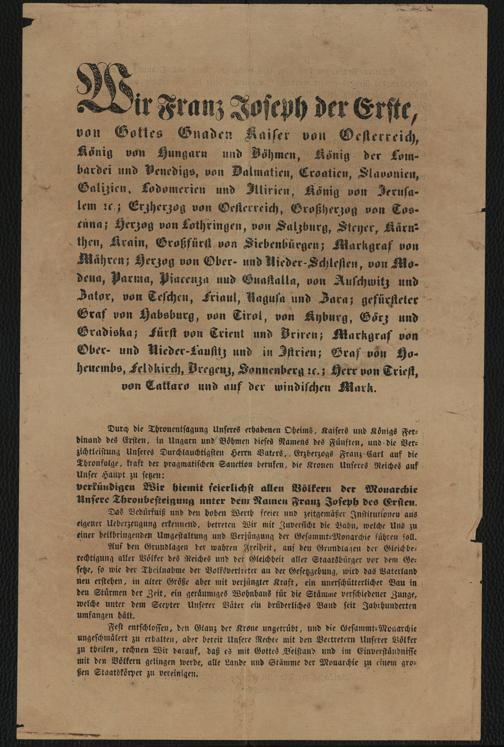 Wir Franz Joseph der Erste,
von Gottes Gnaden Kaiser von Oesterreich,
König von Hungarn und Böhmen, König der Lom-
bardei und Venedigs, von Dalmatien, Croatien, Slavonien,
Galizien, Lodomerien und Illirien, König von Jerusa-
lem ꝛc.; Erzherzog von Oesterreich, Großherzog von Tos-
cana; Herzog von Lothringen, von Salzburg, Steyer, Kärn-
then, Krain, Großfürst von Siebenbürgen; Markgraf von
Mähren; Herzog von Ober- und Nieder-Schlesien, von Mo-
dena, Parma, Piacenza und Guastalla, von Auschwitz und
Zator, von Teschen, Friaul, Ragusa und Zara; gefürsteter
Graf von Habsburg, von Tirol, von Kyburg, Görz und
Gradiska; Fürst von Trient und Brixen; Markgraf von
Ober- und Nieder-Lausitz und in Istrien; Graf von Ho-
henembs, Feldkirch, Bregenz, Sonnenberg ꝛc.; Herr von Triest,
von Cattaro und auf der windischen Mark.
Durch die Thronentsagung Unseres erhabenen Oheims, Kaisers und Königs Fer-
dinand des Ersten, in Ungarn und Böhmen dieses Namens des Fünften, und die Ver-
zichtleistung Unseres Durchlauchtigsten Herrn Vaters, Erzherzogs Franz Carl auf die
Thronfolge, kraft der pragmatischen Sanction berufen, die Kronen Unseres Reiches auf
Unser Haupt zu setzen:
verkündigen Wir hiemit feierlichst allen Völkern der Monarchie
Unsere Thronbesteigung unter dem Namen Franz Joseph des Ersten.
Das Bedürfniß und den hohen Werth freier und zeitgemäßer Institutionen aus
eigener Ueberzeugung erkennend, betreten Wir mit Zuversicht die Bahn, welche Uns zu
einer heilbringenden Umgestaltung und Verjüngung der Gesammt-Monarchie führen soll.
Auf den Grundlagen der wahren Freiheit, auf den Grundlagen der Gleichbe-
rechtigung aller Völker des Reiches und der Gleichheit aller Staatsbürger vor dem Ge-
setze, so wie der Theilnahme der Volksvertreter an der Gesetzgebung, wird das Vaterland
neu erstehen, in alter Größe aber mit verjüngter Kraft, ein unerschütterlicher Bau in
den Stürmen der Zeit, ein geräumiges Wohnhaus für die Stämme verschiedener Zunge,
welche unter dem Scepter Unserer Väter ein brüderliches Band seit Jahrhunderten
umfangen hält.
Fest entschlossen, den Glanz der Krone ungetrübt, und die Gesammt-Monarchie
ungeschmälert zu erhalten, aber bereit Unsere Rechte mit den Vertretern Unserer Völker
zu theilen, rechnen Wir darauf, daß es mit Gottes Beistand und im Einverständnisse
mit den Völkern gelingen werde, alle Lande und Stämme der Monarchie zu einem gro-
ßen Staatskörper zu vereinigen.